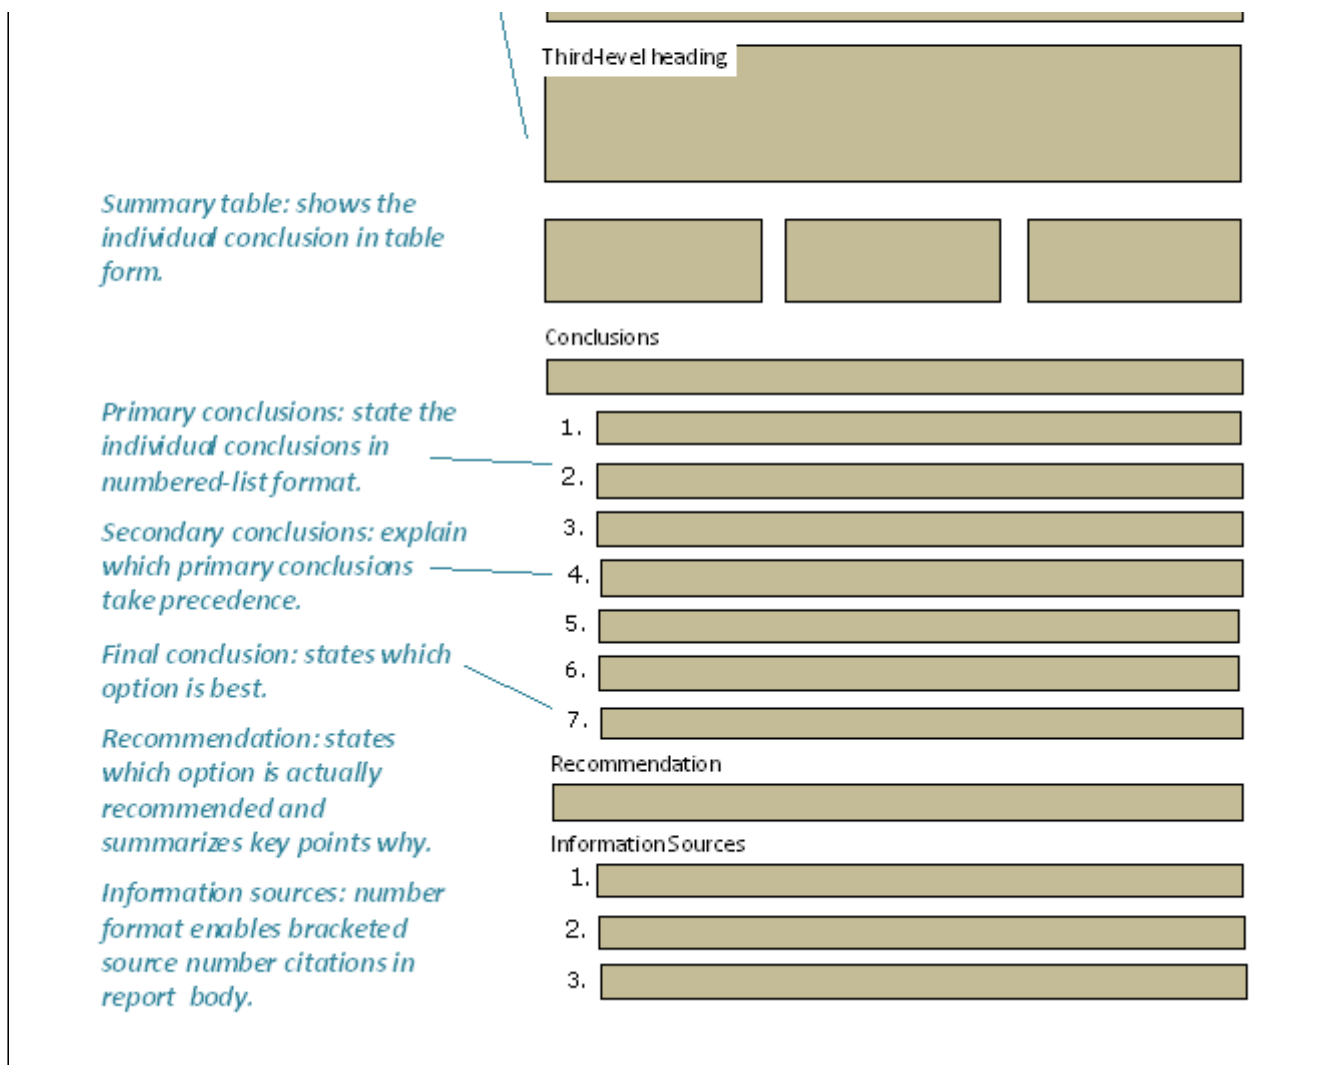 Third-level heading
Summary table: shows the
individual conclusion in table
form.
Conclusions
Primary conclusions: state the
individual conclusions in
numbered-list format.
1.
2.
3.
Secondary conclusions: explain
which primary conclusions
take precedence.
4.
5.
6.
Final conclusion: states which
option is best.
7.
Recommendation: states
which option is actually
recommended and
summarizes key points why.
Recommendation
Information Sources
Information sources: number
format enables bracketed
source number citations in
report body.
1.
2.
3.